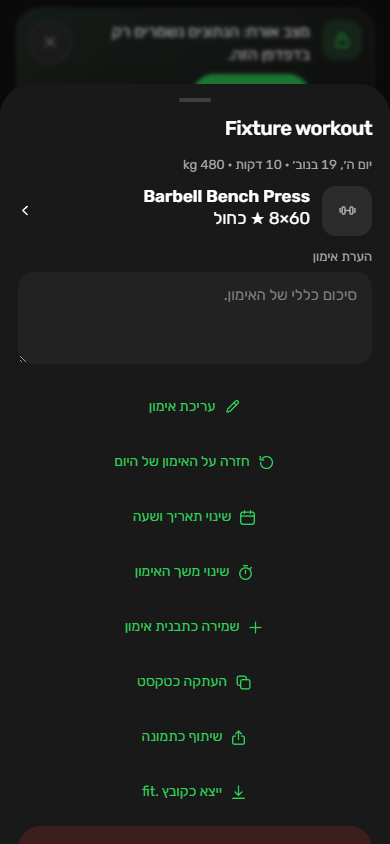 מצב אורח: הנתונים נשמרים רק
בדפדפן הזה.
Fixture workout
יום ה׳, 19 בנוב׳ • 10 דקות • 480 kg
Barbell Bench Press
60×8 ★ כחול
הערת אימון
סיכום כללי של האימון.
עריכת אימון
חזרה על האימון של היום
שינוי תאריך ושעה
שינוי משך האימון
שמירה כתבנית אימון
העתקה כטקסט
שיתוף כתמונה
ייצא כקובץ .fit